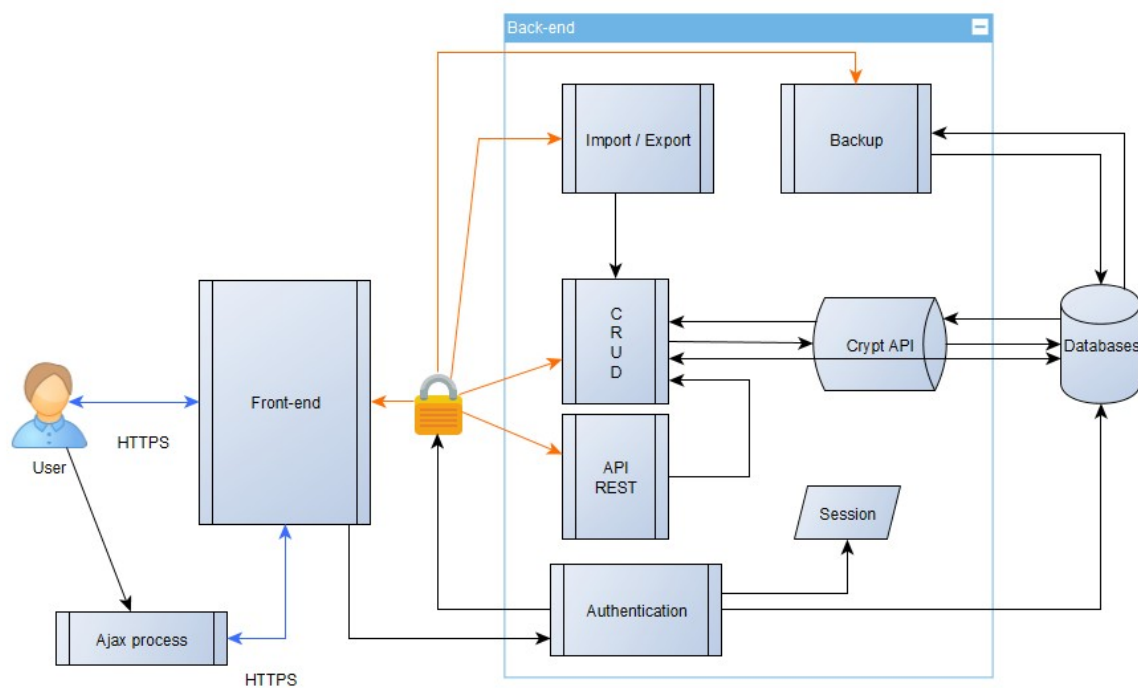 Back-end
Import / Export
Backup
C
R
U
D
Crypt API
Databases
Front-end
HTTPS
User
API
REST
Session
Authentication
Ajax process
HTTPS